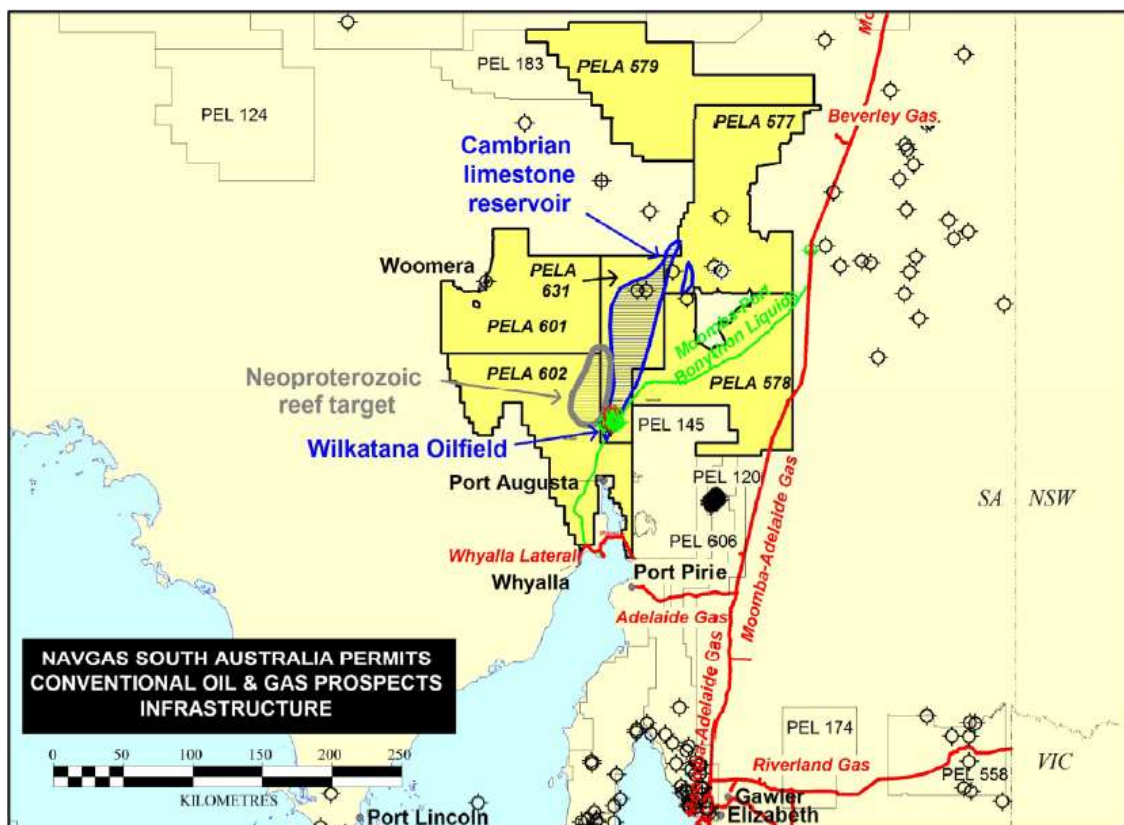 PEL 183
PELA 579
PEL 124
PELA 577
Beverley Gas
Cambrian
limestone
reservoir
Woomera
PELA
631
PELA 601
Moomba-Port
Bonython Liquids
PELA 602
PELA 578
Neoproterozoic
reef target
PEL 145
Wilkatana Oilfield
Port Augusta
PEL 120
SA
NSW
PEL 606
Moomba-Adelaide Gas
Whyalla Lateral
Whyalla
Port Pirie
Adelaide Gas
NAVGAS SOUTH AUSTRALIA PERMITS
CONVENTIONAL OIL & GAS PROSPECTS
INFRASTRUCTURE
0 50 100 150 200 250
KILOMETRES
-Adelaide Gas
PEL 174
Riverland Gas
PEL 558
VIC
Gawler
Elizabeth
Port Lincoln